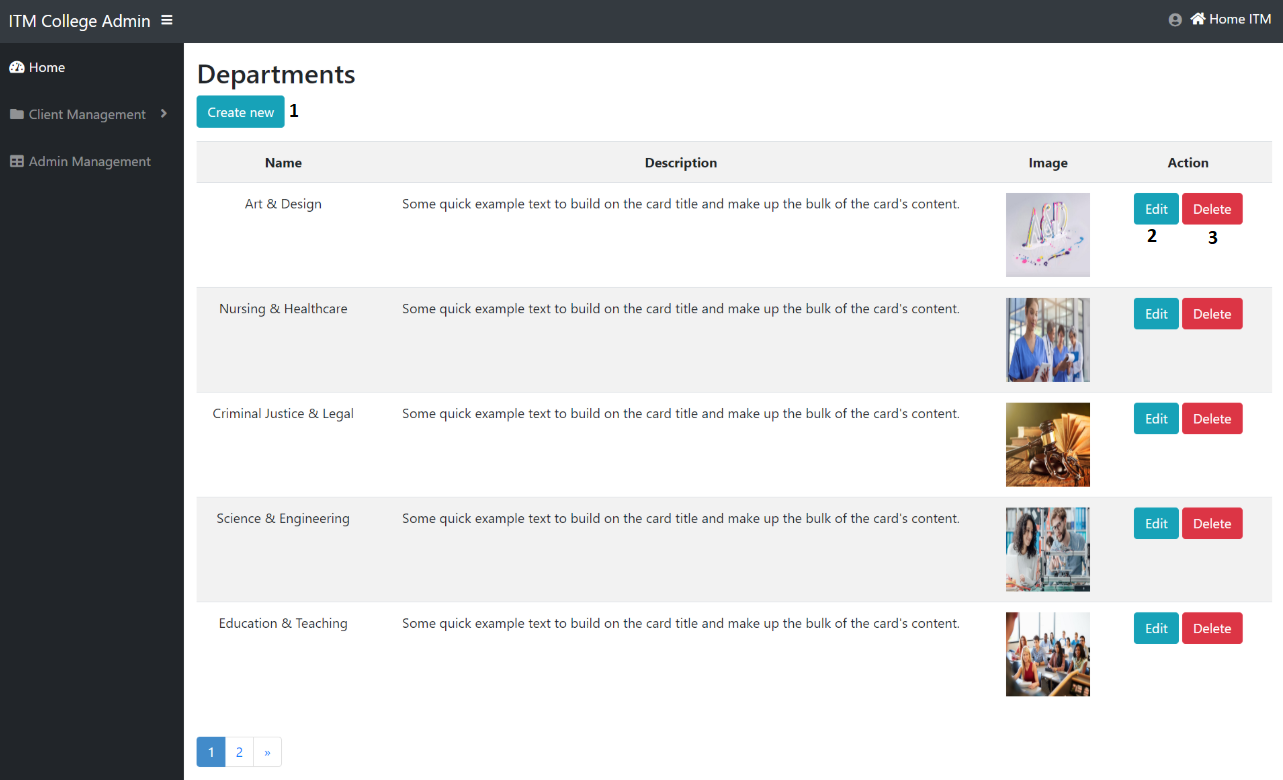 ITM College Admin
Home ITM
Home
Client Management
Admin Management
Departments
Create new 1
Name Description Image Action
Art & Design Some quick example text to build on the card title and make up the bulk of the card's content. A&D Edit Delete
2 3
Nursing & Healthcare Some quick example text to build on the card title and make up the bulk of the card's content. Edit Delete
Criminal Justice & Legal Some quick example text to build on the card title and make up the bulk of the card's content. Edit Delete
Science & Engineering Some quick example text to build on the card title and make up the bulk of the card's content. Edit Delete
Education & Teaching Some quick example text to build on the card title and make up the bulk of the card's content. Edit Delete
1 2 »